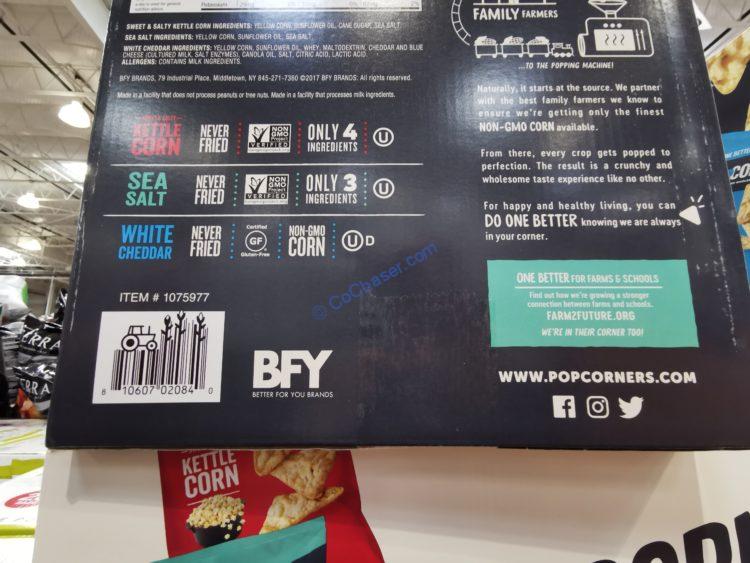 Potassium
0%
SWEET & SALTY KETTLE CORN INGREDIENTS: YELLOW CORN, SUNFLOWER OIL, CANE SUGAR, SEA SALT.
SEA SALT INGREDIENTS: YELLOW CORN, SUNFLOWER OIL, SEA SALT.
WHITE CHEDDAR INGREDIENTS: YELLOW CORN, SUNFLOWER OIL, WHEY, MALTODEXTRIN, CHEDDAR AND BLUE
CHEESE (CULTURED MILK, SALT, ENZYMES), CANOLA OIL, SALT, CITRIC ACID, LACTIC ACID.
ALLERGENS: CONTAINS MILK INGREDIENTS.
BFY BRANDS, 79 Industrial Place, Middletown, NY 845-271-7360 ©2017 BFY BRANDS. All rights reserved.
Made in a facility that does not process peanuts or tree nuts. Made in a facility that processes milk ingredients.
SWEET & SALTY
KETTLE
CORN
NEVER
FRIED
NON
GMO
Project
VERIFIED
ONLY 4
INGREDIENTS
U
SEA
SALT
NEVER
FRIED
NON
GMO
Project
VERIFIED
ONLY 3
INGREDIENTS
U
WHITE
CHEDDAR
NEVER
FRIED
Certified
GF
Gluten-Free
NON-GMO
CORN
U D
ITEM # 1075977
8 10607 02084 0
BFY
BETTER FOR YOU BRANDS
FAMILY FARMERS
...TO THE POPPING MACHINE!
Naturally, it starts at the source. We partner
with the best family farmers we know to
ensure we're getting only the finest
NON-GMO CORN available.
From there, every crop gets popped to
perfection. The result is a crunchy and
wholesome taste experience like no other.
For happy and healthy living, you can
DO ONE BETTER knowing we are always
in your corner.
ONE BETTER FOR FARMS & SCHOOLS
Find out how we're growing a stronger
connection between farms and schools.
FARM2FUTURE.ORG
WE'RE IN THEIR CORNER TOO!
WWW.POPCORNERS.COM
© CoChaser.com
KETTLE
CORN